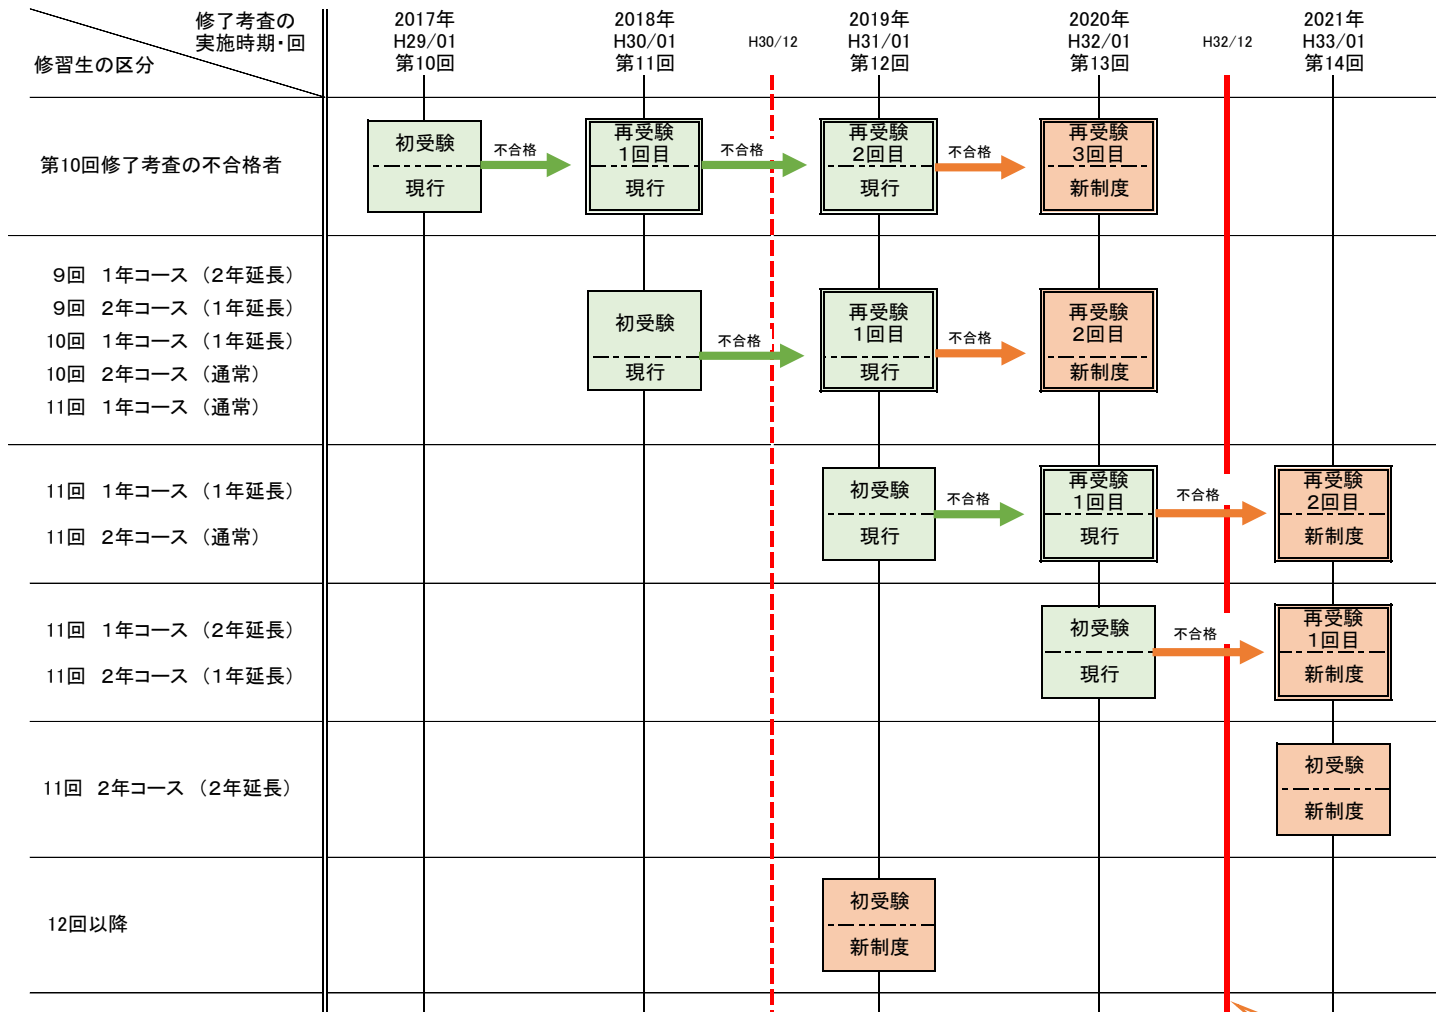 修了考査の
実施時期・回
修習生の区分
2017年
H29/01
第10回
2018年
H30/01
第11回
H30/12
2019年
H31/01
第12回
2020年
H32/01
第13回
H32/12
2021年
H33/01
第14回
第10回修了考査の不合格者
初受験
現行
不合格
再受験
1回目
現行
不合格
再受験
2回目
現行
不合格
再受験
3回目
新制度
9回 1年コース (2年延長)
9回 2年コース (1年延長)
10回 1年コース (1年延長)
10回 2年コース (通常)
11回 1年コース (通常)
初受験
現行
不合格
再受験
1回目
現行
不合格
再受験
2回目
新制度
11回 1年コース (1年延長)
11回 2年コース (通常)
初受験
現行
不合格
再受験
1回目
現行
不合格
再受験
2回目
新制度
11回 1年コース (2年延長)
11回 2年コース (1年延長)
初受験
現行
不合格
再受験
1回目
新制度
11回 2年コース (2年延長)
初受験
新制度
12回以降
初受験
新制度